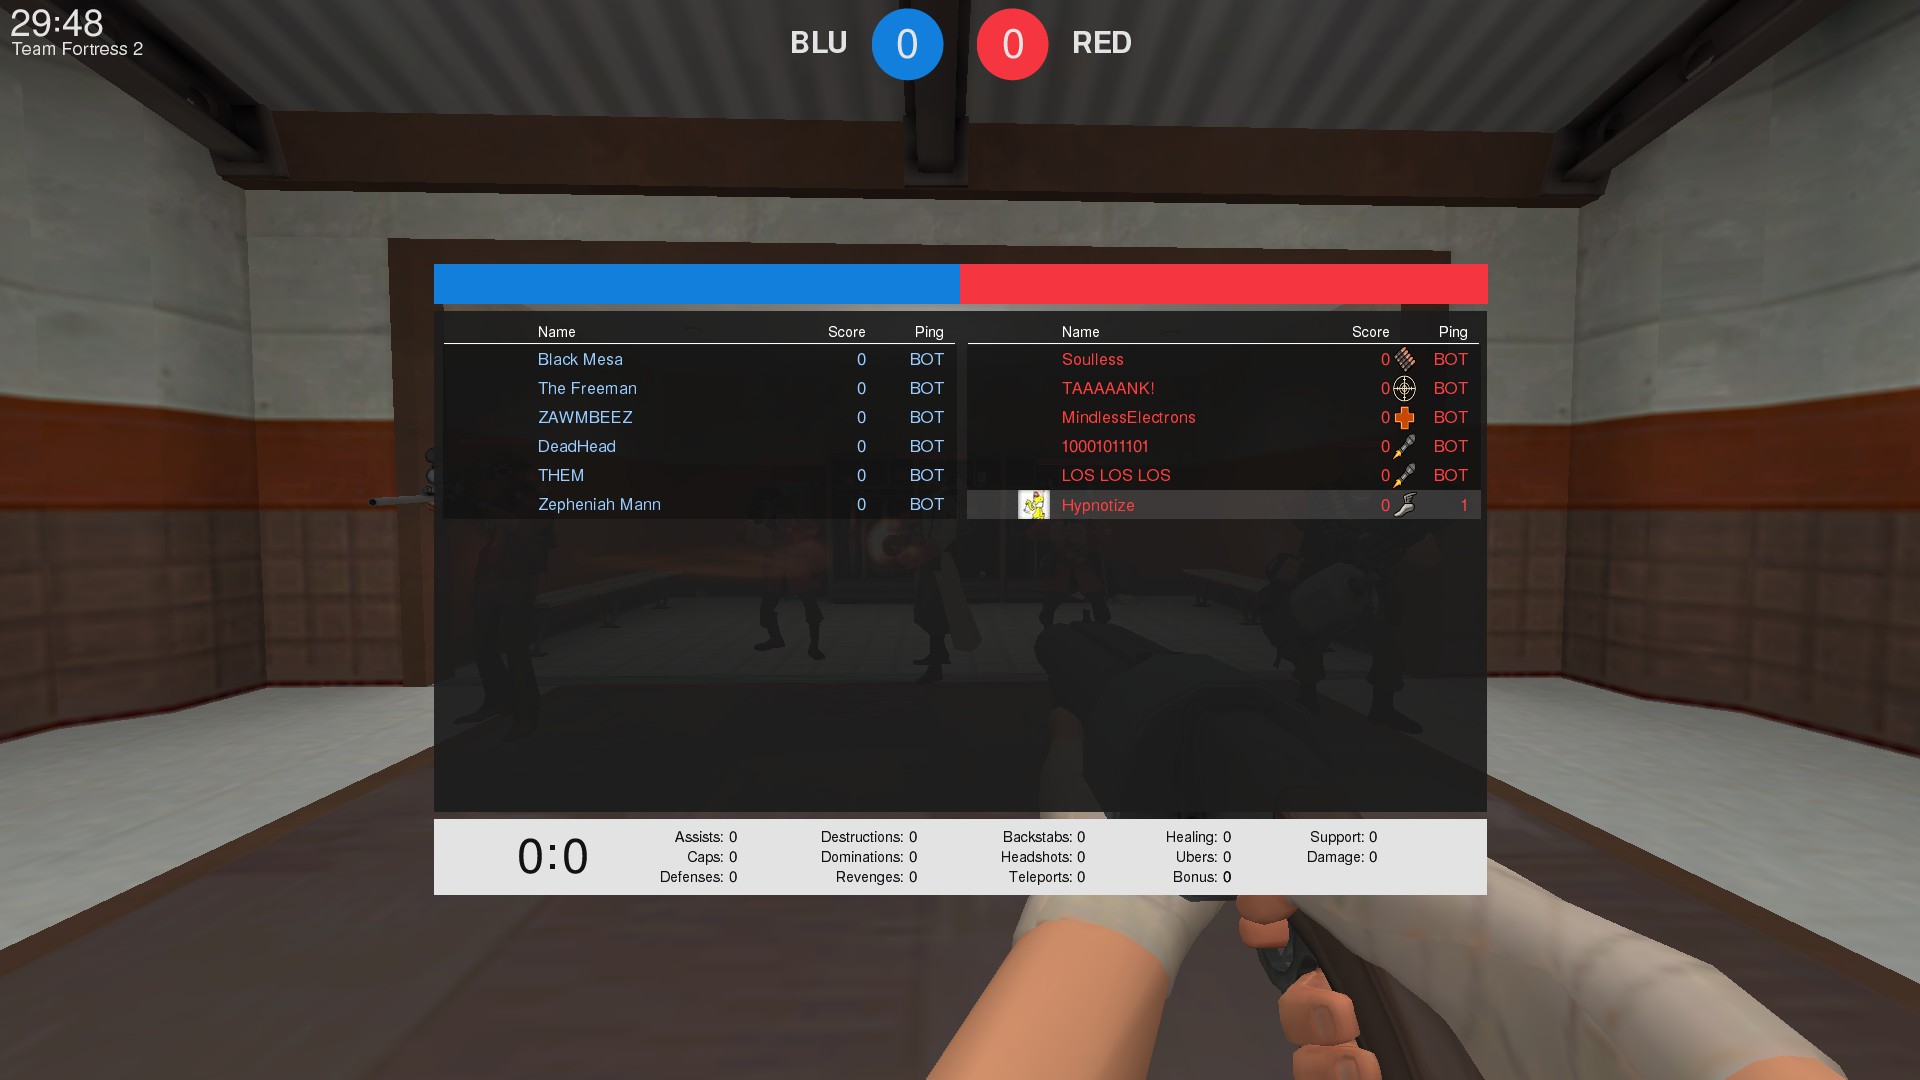 29:48
Team Fortress 2
BLU 0 0 RED
Name Score Ping
Black Mesa 0 BOT
The Freeman 0 BOT
ZAWMBEEZ 0 BOT
DeadHead 0 BOT
THEM 0 BOT
Zepheniah Mann 0 BOT
Name Score Ping
Soulless 0 BOT
TAAAAANK! 0 BOT
MindlessElectrons 0 BOT
10001011101 0 BOT
LOS LOS LOS 0 BOT
Hypnotize 0 1
0:0
Assists: 0
Caps: 0
Defenses: 0
Destructions: 0
Dominations: 0
Revenges: 0
Backstabs: 0
Headshots: 0
Teleports: 0
Healing: 0
Ubers: 0
Bonus: 0
Support: 0
Damage: 0